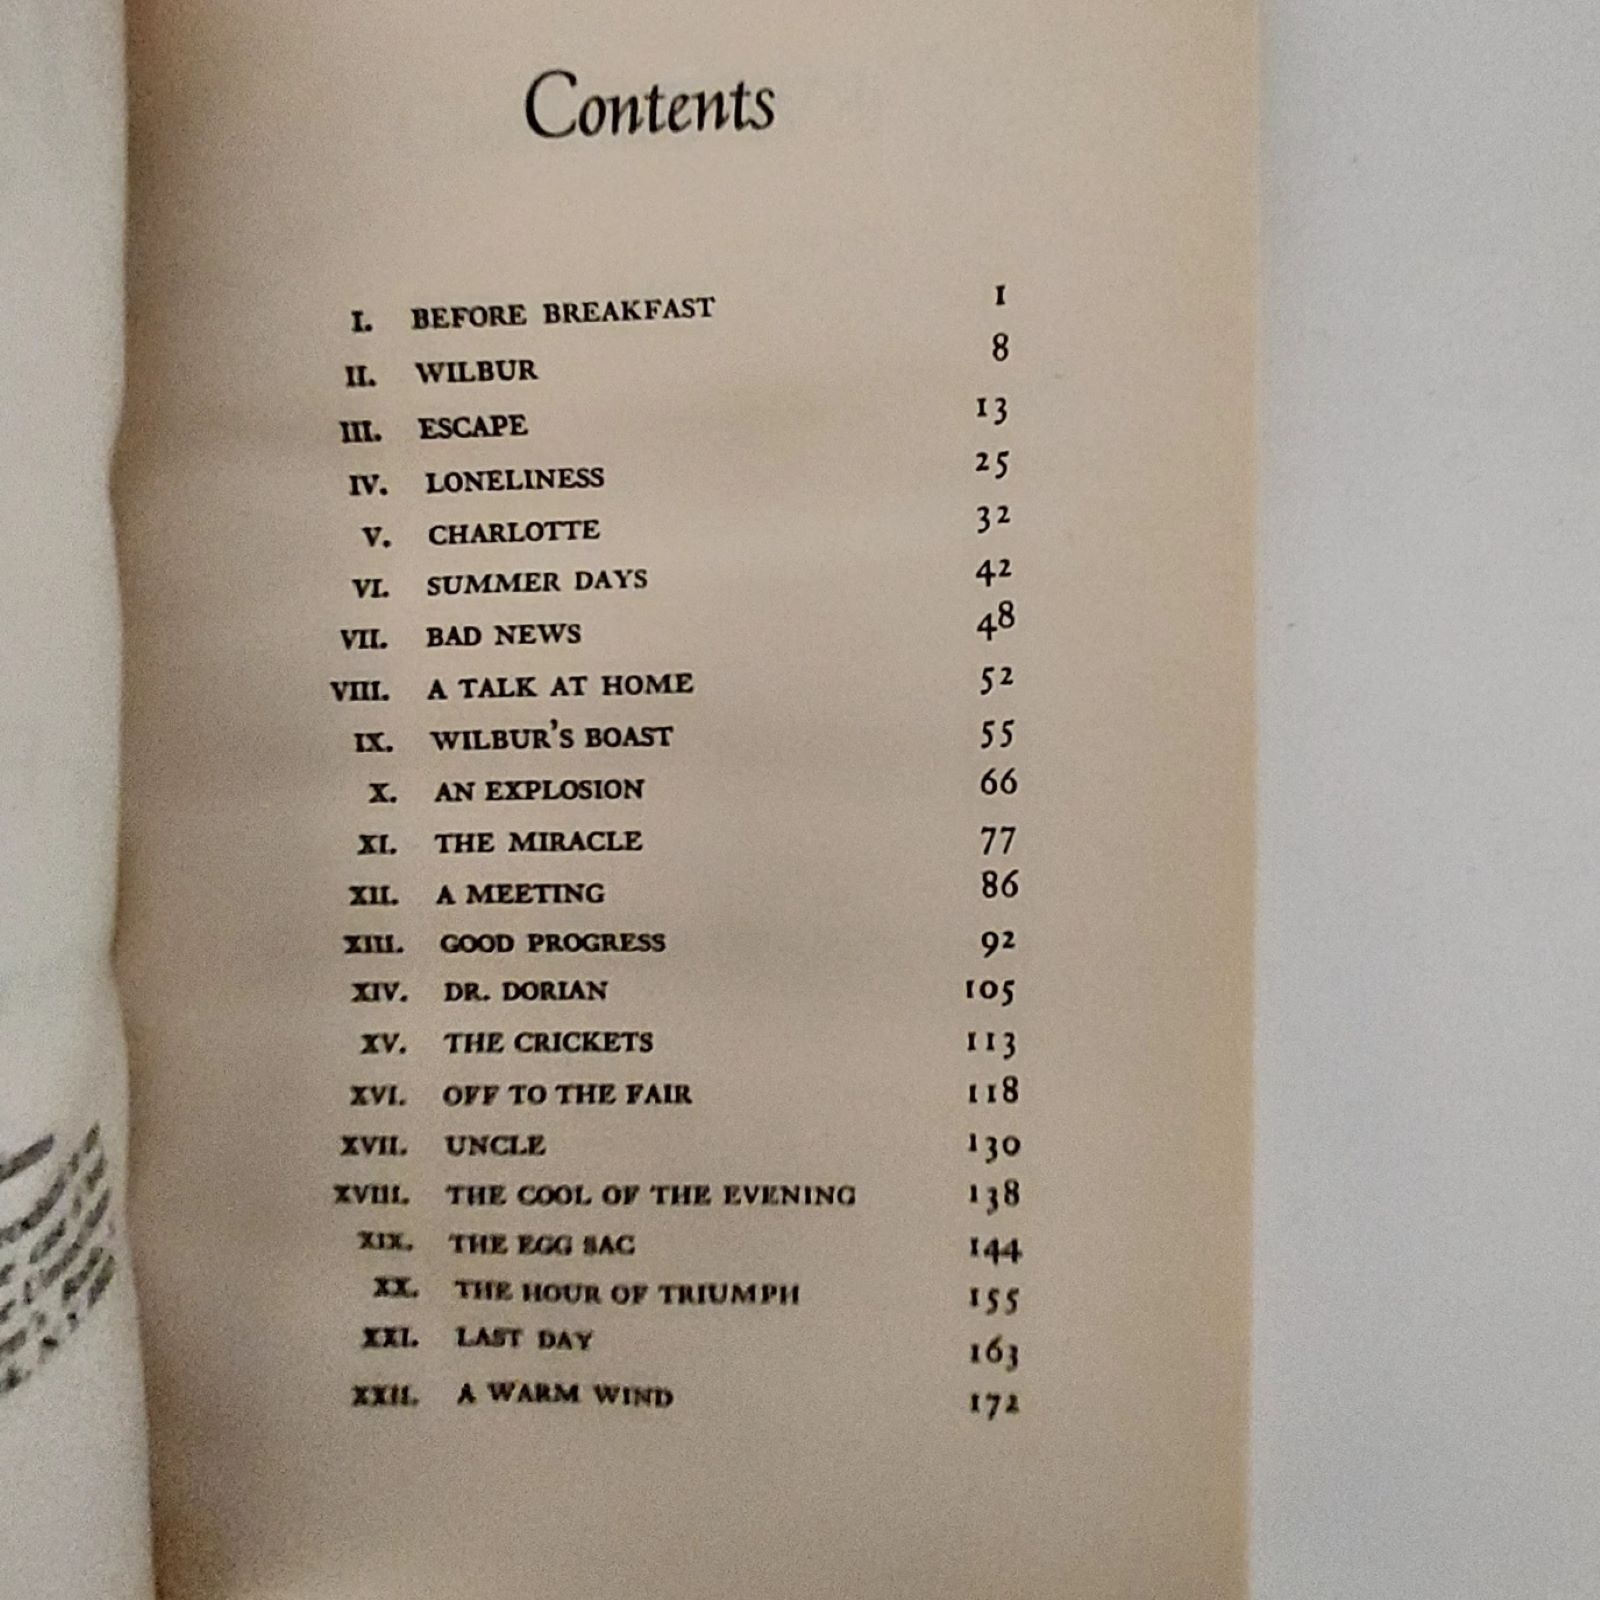 Contents
I. BEFORE BREAKFAST 1
II. WILBUR 8
III. ESCAPE 13
IV. LONELINESS 25
V. CHARLOTTE 32
VI. SUMMER DAYS 42
VII. BAD NEWS 48
VIII. A TALK AT HOME 52
IX. WILBUR'S BOAST 55
X. AN EXPLOSION 66
XI. THE MIRACLE 77
XII. A MEETING 86
XIII. GOOD PROGRESS 92
XIV. DR. DORIAN 105
XV. THE CRICKETS 113
XVI. OFF TO THE FAIR 118
XVII. UNCLE 130
XVIII. THE COOL OF THE EVENING 138
XIX. THE EGG SAC 144
XX. THE HOUR OF TRIUMPH 155
XXI. LAST DAY 163
XXII. A WARM WIND 172